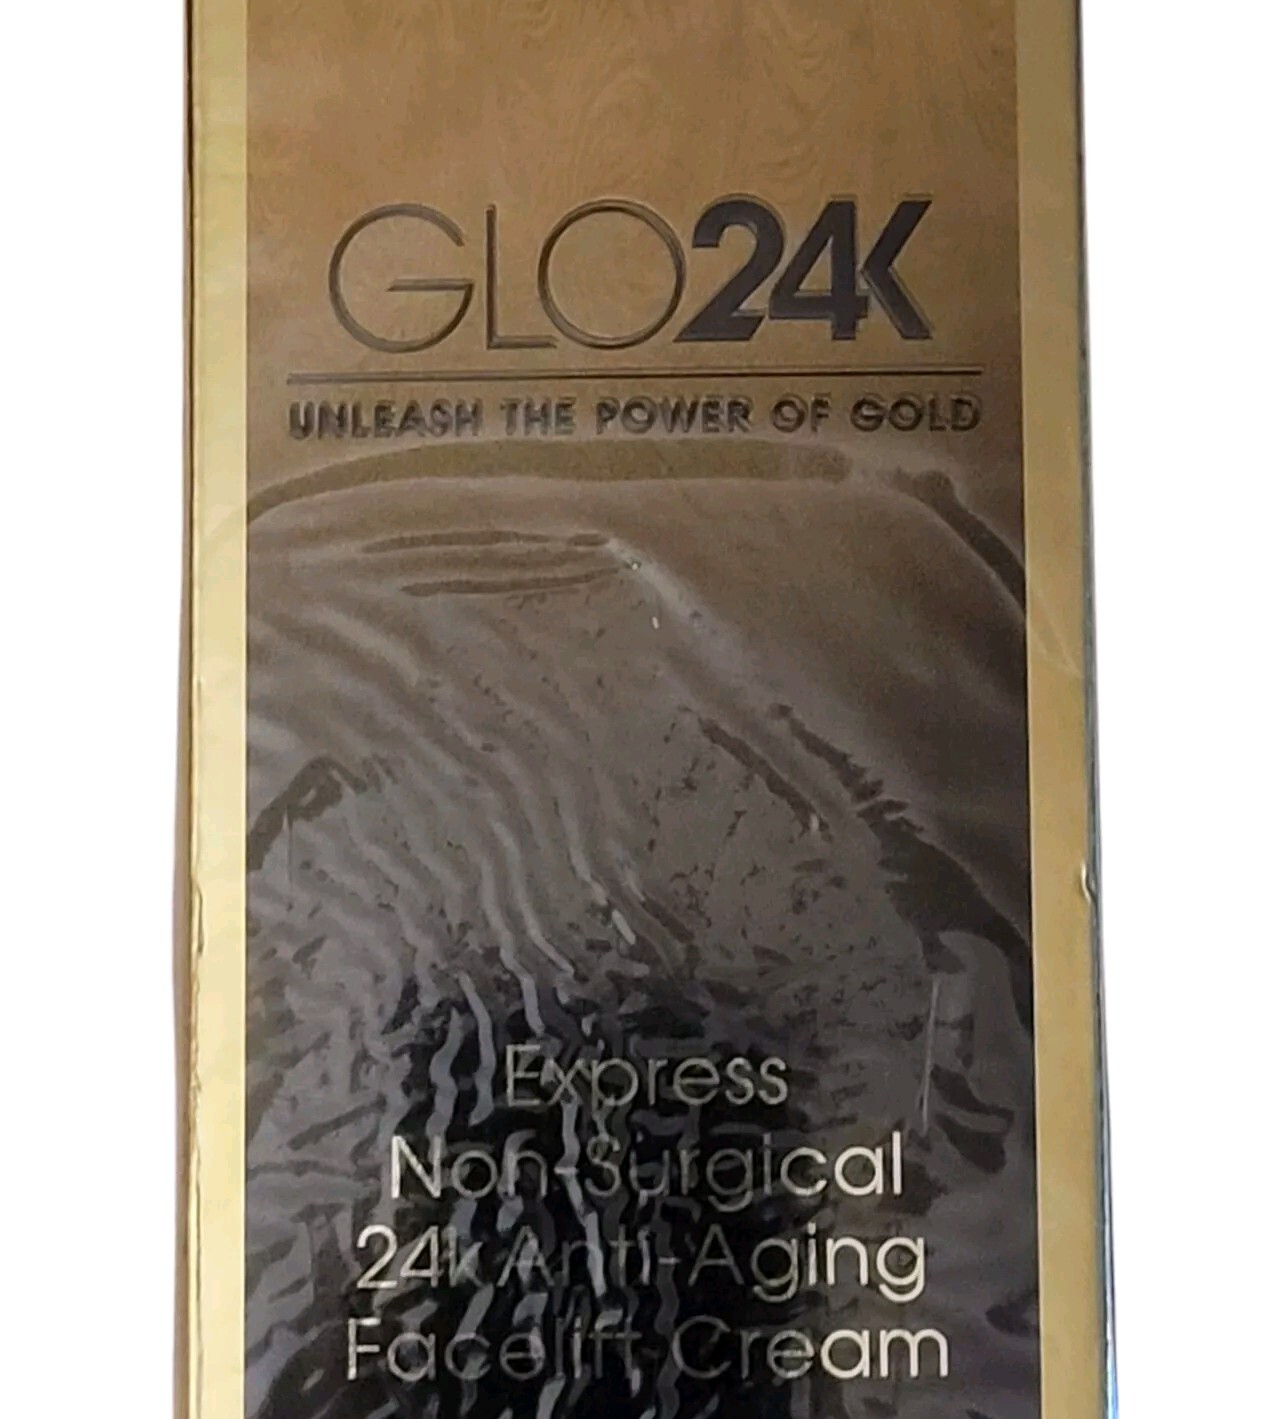 GLO24K
UNLEASH THE POWER OF GOLD
Express
Non-Surgical
24k Anti-Aging
Facelift Cream